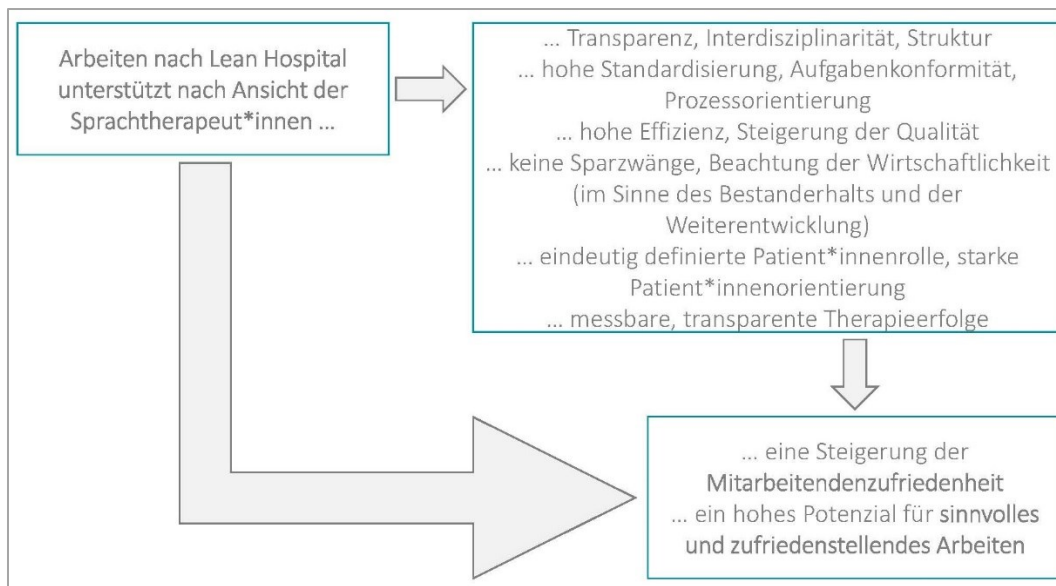 Arbeiten nach Lean Hospital
unterstützt nach Ansicht der
Sprachtherapeut*innen ...
... Transparenz, Interdisziplinarität, Struktur
... hohe Standardisierung, Aufgabenkonformität,
Prozessorientierung
... hohe Effizienz, Steigerung der Qualität
... keine Sparzwänge, Beachtung der Wirtschaftlichkeit
(im Sinne des Bestanderhalts und der
Weiterentwicklung)
... eindeutig definierte Patient*innenrolle, starke
Patient*innenorientierung
... messbare, transparente Therapieerfolge
... eine Steigerung der
Mitarbeitendenzufriedenheit
... ein hohes Potenzial für sinnvolles
und zufriedenstellendes Arbeiten